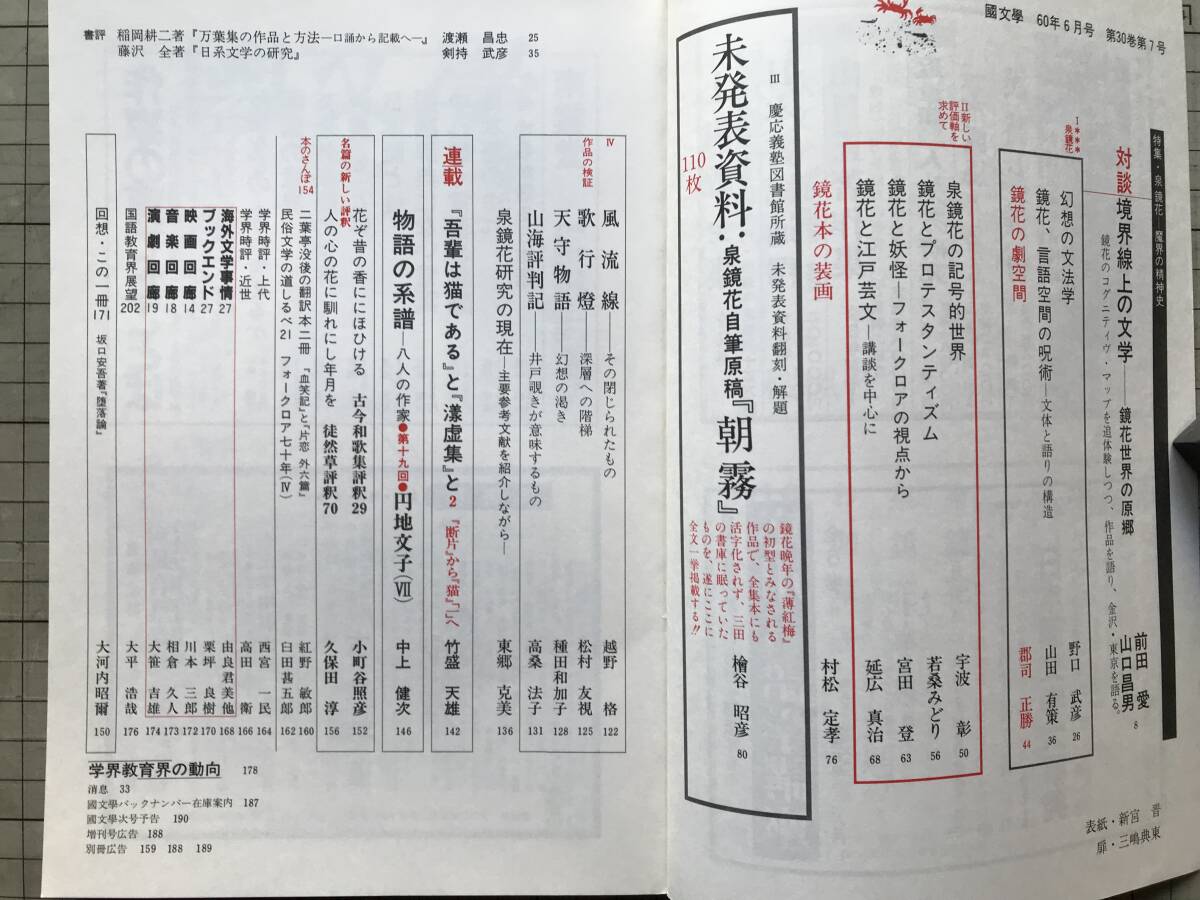 國文學 60年6月号 第30巻第7号
特集・泉鏡花 魔界の精神史
対談 境界線上の文学――鏡花世界の原郷 前田愛 山口昌男 8
鏡花のコグニティヴ・マップを追体験しつつ、作品を語り、金沢・東京を語る。
I*** 泉鏡花
幻想の文法学 野口武彦 26
鏡花、言語空間の呪術―文体と語りの構造 山田有策 36
鏡花の劇空間 郡司正勝 44
II新しい評価軸を求めて
泉鏡花の記号的世界 宇波彰 50
鏡花とプロテスタンティズム 若桑みどり 56
鏡花と妖怪―フォークロアの視点から 宮田登 63
鏡花と江戸芸文―講談を中心に 延広真治 68
鏡花本の装画 村松定孝 76
III 慶応義塾図書館所蔵 未発表資料翻刻・解題
未発表資料:泉鏡花自筆原稿『朝霧』 檜谷昭彦 80
110枚
鏡花晩年の『薄紅梅』
の初型とみなされる
作品で、全集本にも
活字化されず、三田
の書庫に眠っていた
ものを、遂にここに
全文一挙掲載する!!
表紙・新宮晋
扉・三嶋典東
書評 稲岡耕二著『万葉集の作品と方法―口誦から記載へ―』 渡瀬昌忠 25
藤沢全著『日系文学の研究』 剣持武彦 35
IV 作品の検証
風流線――その閉じられたもの 越野格 122
歌行燈――深層への階梯 松村友視 125
天守物語――幻想の渇き 種田和加子 128
山海評判記――井戸覗きが意味するもの 高桑法子 131
泉鏡花研究の現在――主要参考文献を紹介しながら― 東郷克美 136
連載
『吾輩は猫である』と『漾虚集』と 2 『断片』から『猫』「一」へ 竹盛天雄 142
物語の系譜―八人の作家●第十九回●円地文子(VII) 中上健次 146
名篇の新しい評釈
花ぞ昔の香ににほひける 古今和歌集評釈29 小町谷照彦 152
人の心の花に馴れにし年月を 徒然草評釈70 久保田淳 156
本のさんぽ154
二葉亭没後の翻訳本二冊 『血笑記』と『片恋 外六篇』 紅野敏郎 160
民俗文学の道しるべ21 フォークロア七十年(IV) 臼田甚五郎 162
学界時評・上代 西宮一民 164
学界時評・近世 高田衛 166
海外文学事情27 由良君美他 168
ブックエンド27 栗坪良樹 170
映画回廊14 川本三郎 172
音楽回廊18 相倉久人 173
演劇回廊19 大笹吉雄 174
国語教育界展望202 大平浩哉 176
回想・この一冊171 坂口安吾著『堕落論』 大河内昭爾 150
学界教育界の動向 178
消息 33
國文學バックナンバー在庫案内 187
國文學次号予告 190
増刊号広告 188
別冊広告 159 188 189